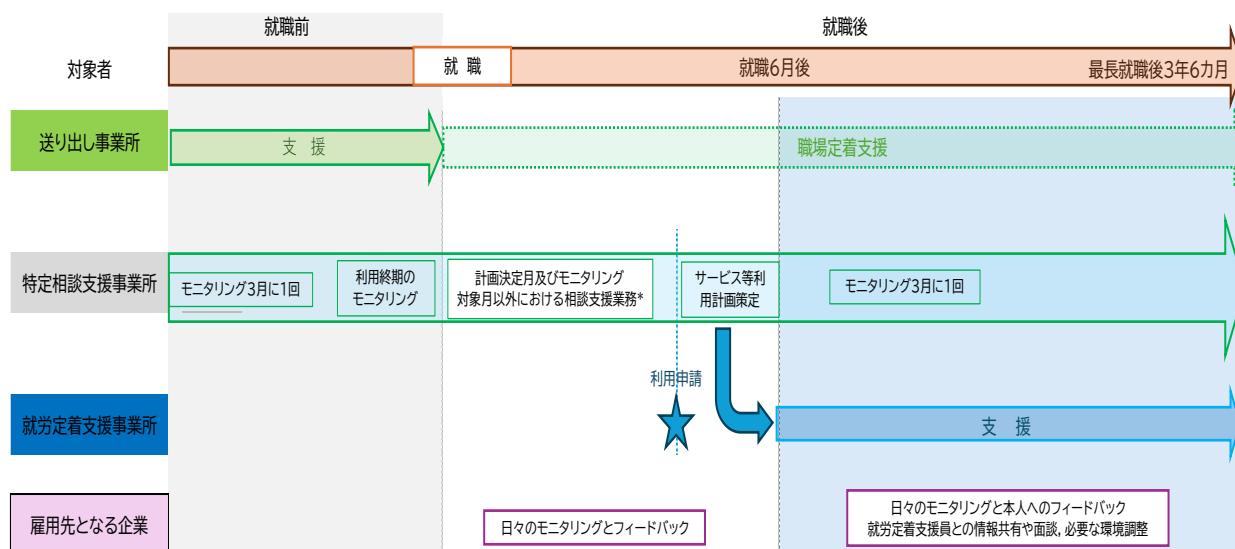 就職前
就職後
対象者
就 職
就職6月後
最長就職後3年6カ月
送り出し事業所
支 援
職場定着支援
特定相談支援事業所
モニタリング3月に1回
利用終期の
モニタリング
計画決定月及びモニタリング
対象月以外における相談支援業務*
サービス等利
用計画策定
モニタリング3月に1回
利用申請
就労定着支援事業所
支 援
雇用先となる企業
日々のモニタリングとフィードバック
日々のモニタリングと本人へのフィードバック
就労定着支援員との情報共有や面談, 必要な環境調整